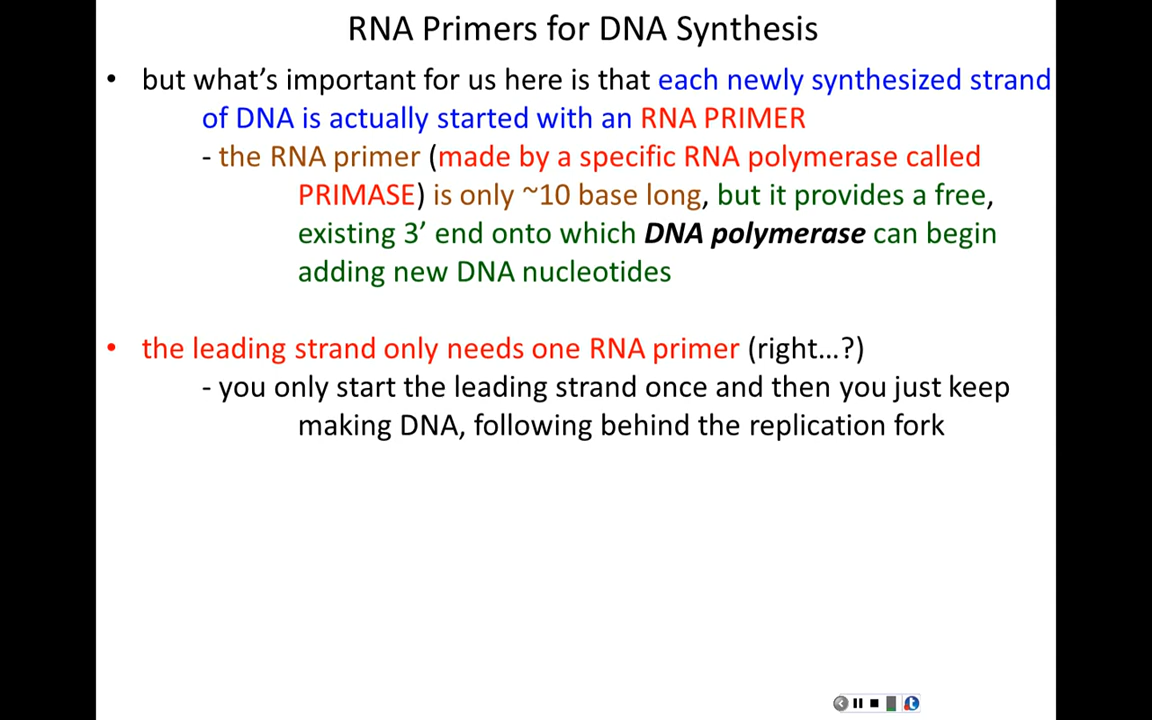 RNA Primers for DNA Synthesis
• but what’s important for us here is that each newly synthesized strand
of DNA is actually started with an RNA PRIMER
- the RNA primer (made by a specific RNA polymerase called
PRIMASE) is only ~10 base long, but it provides a free,
existing 3’ end onto which DNA polymerase can begin
adding new DNA nucleotides
• the leading strand only needs one RNA primer (right...?)
- you only start the leading strand once and then you just keep
making DNA, following behind the replication fork